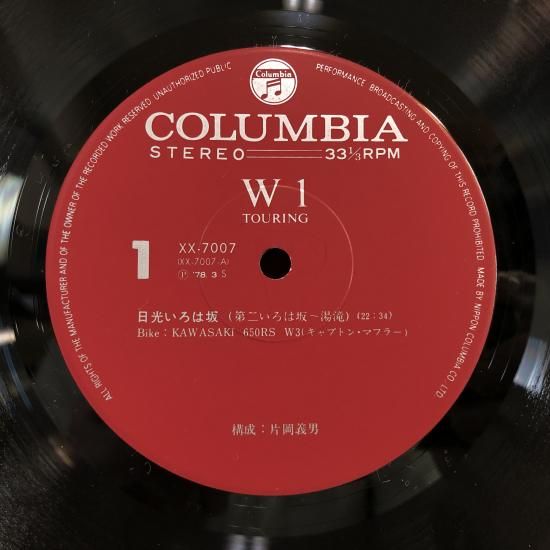 ALL RIGHTS OF THE MANUFACTURER AND OF THE OWNER OF THE RECORDED WORK RESERVED. UNAUTHORIZED PUBLIC PERFORMANCE, BROADCASTING AND COPYING OF THIS RECORD PROHIBITED. MADE BY NIPPON COLUMBIA CO. LTD.
Columbia
COLUMBIA
STEREO 33⅓RPM
W1
TOURING
1
XX-7007
(XX-7007-A)
Ⓟ '78. 3 S
日光いろは坂 (第二いろは坂〜湯滝) (22:34)
Bike: KAWASAKI 650RS W3(キャプトン・マフラー)
構成:片岡義男